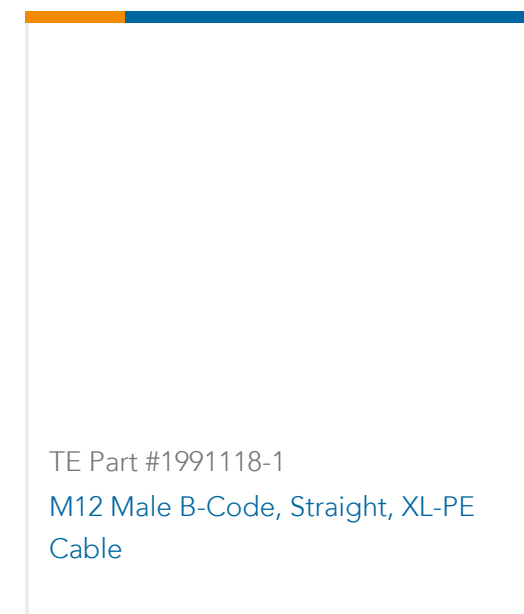 TE Part #1991118-1
M12 Male B-Code, Straight, XL-PE
Cable